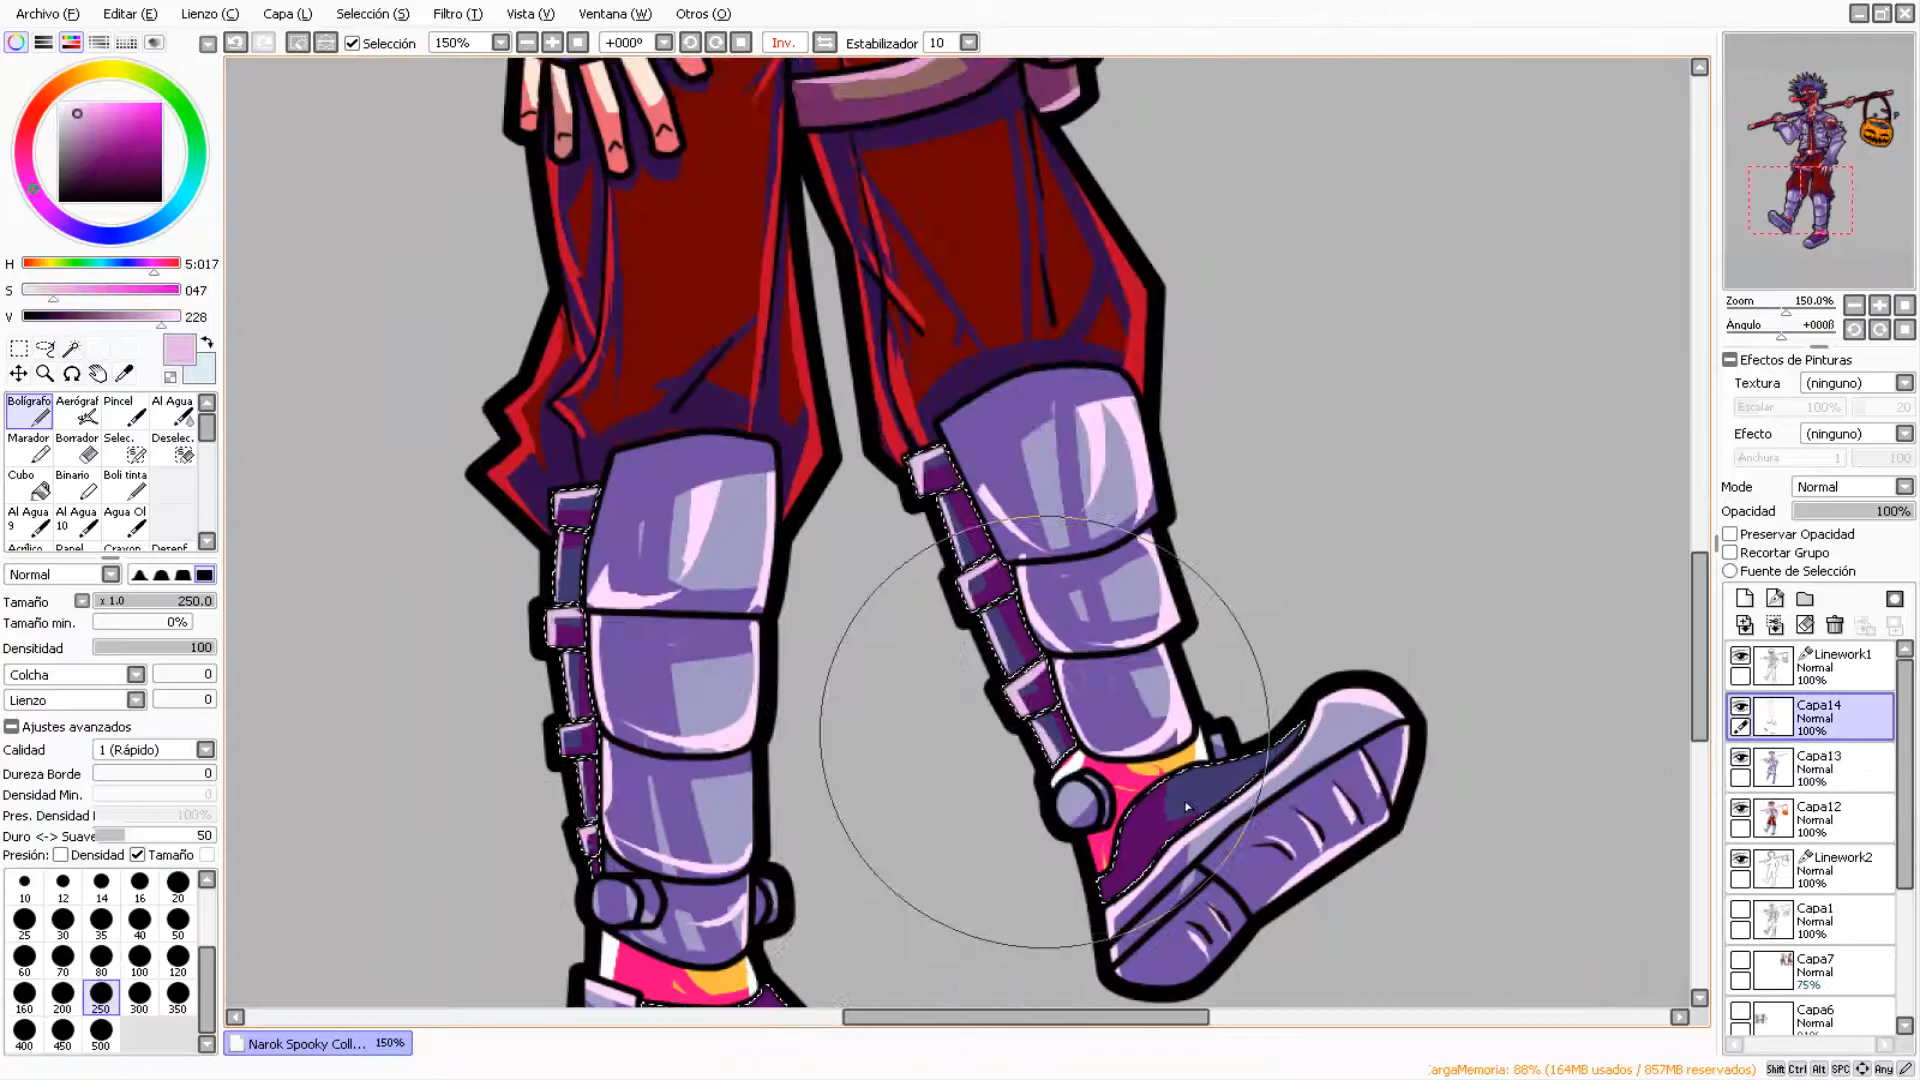 Archivo (F)
Editar (E)
Lienzo (C)
Capa (L)
Selección (S)
Filtro (T)
Vista (V)
Ventana (W)
Otros (O)
Selección
150%
+000º
Inv.
Estabilizador
10
H
5:017
S
047
V
228
Bolígrafo
Aerógraf
Pincel
Al Agua
Marador
Borrador
Selec.
Deselec.
Cubo
Binario
Boli tinta
Al Agua 9
Al Agua 10
Agua Ol
Acrílico
Panel
Crayon
Desenf
Normal
Tamaño
x 1.0
250.0
Tamaño min.
0%
Densitidad
100
Colcha
0
Lienzo
0
Ajustes avanzados
Calidad
1 (Rápido)
Dureza Borde
0
Densidad Min.
0
Pres. Densidad
100%
Duro <-> Suave
50
Presión:
Densidad
Tamaño
10
12
14
16
20
25
30
35
40
50
60
70
80
100
120
160
200
250
300
350
400
450
500
Narok Spooky Coll...
150%
Zoom
150.0%
Ángulo
+000ß
Efectos de Pinturas
Textura
(ninguno)
Escalar
100%
20
Efecto
(ninguno)
Anchura
1
100
Mode
Normal
Opacidad
100%
Preservar Opacidad
Recortar Grupo
Fuente de Selección
Linework1
Normal
100%
Capa14
Normal
100%
Capa13
Normal
100%
Capa12
Normal
100%
Linework2
Normal
100%
Capa1
Normal
100%
Capa7
Normal
75%
Capa6
Normal
argaMemoria: 88% (164MB usados / 857MB reservados)
Shift
Ctrl
Alt
SPC
Any